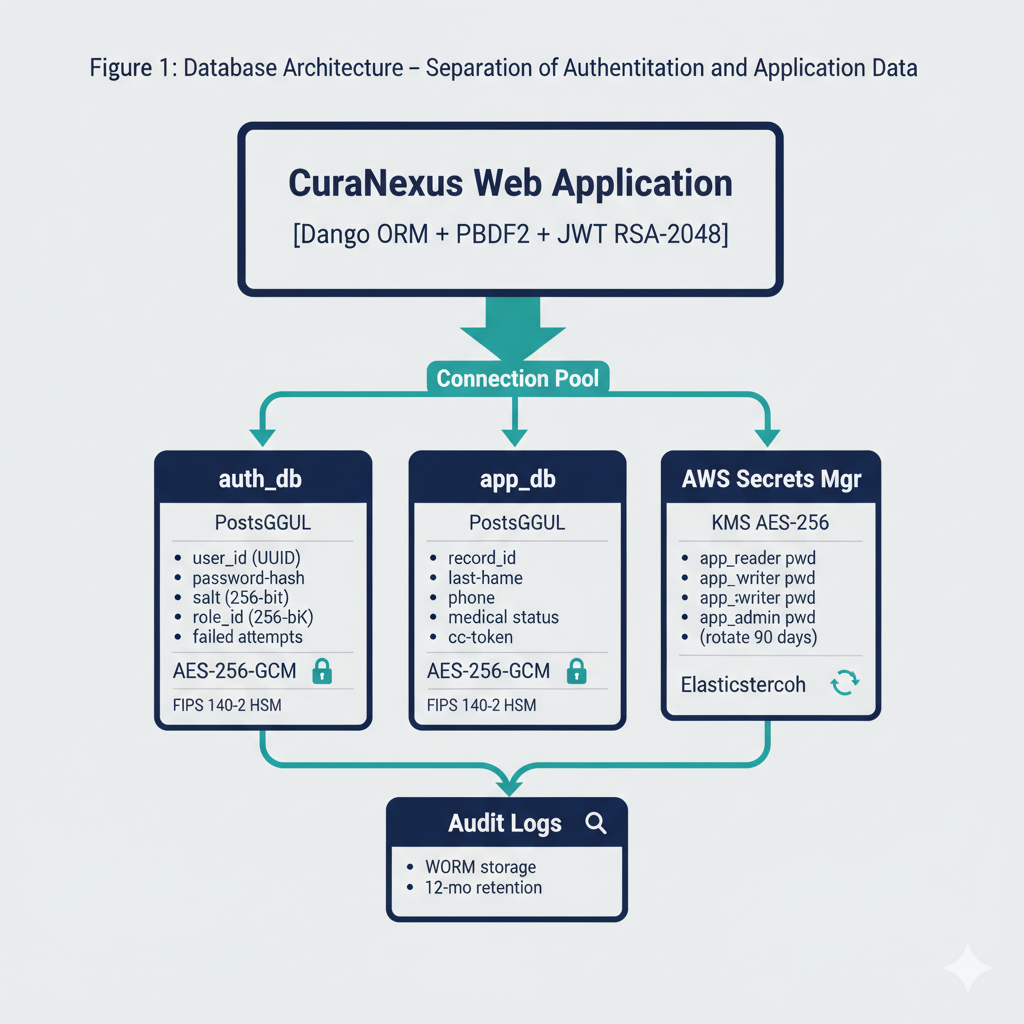 Figure 1: Database Architecture – Separation of Authentitation and Application Data
CuraNexus Web Application
[Dango ORM + PBDF2 + JWT RSA-2048]
Connection Pool
auth_db
PostsGGUL
• user_id (UUID)
• password-hash
• salt (256-bit)
• role_id (256-bK)
• failed attempts
AES-256-GCM
FIPS 140-2 HSM
app_db
PostsGGUL
• record_id
• last-hame
• phone
• medical status
• cc-token
AES-256-GCM
FIPS 140-2 HSM
AWS Secrets Mgr
KMS AES-256
• app_reader pwd
• app_writer pwd
• app_writer pwd
• app_admin pwd
• (rotate 90 days)
Elasticstercoh
Audit Logs
• WORM storage
• 12-mo retention